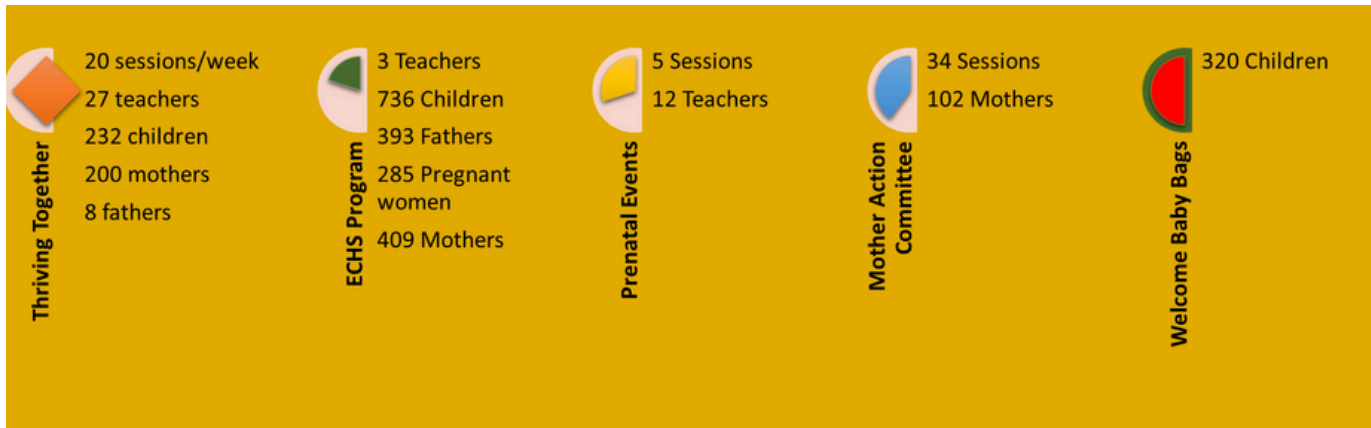 Thriving Together
20 sessions/week
27 teachers
232 children
200 mothers
8 fathers
ECHS Program
3 Teachers
736 Children
393 Fathers
285 Pregnant
women
409 Mothers
Prenatal Events
5 Sessions
12 Teachers
Mother Action
Committee
34 Sessions
102 Mothers
Welcome Baby Bags
320 Children